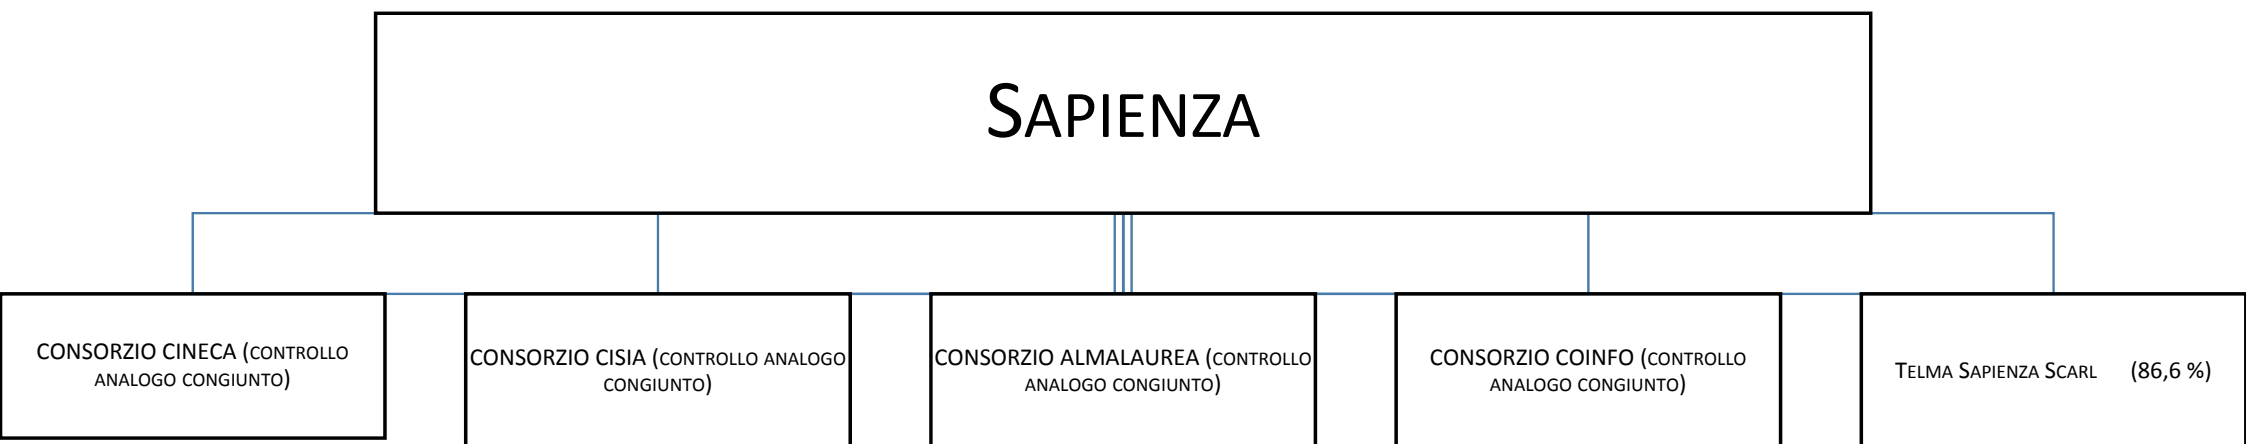 SAPIENZA
CONSORZIO CINECA (CONTROLLO
ANALOGO CONGIUNTO)
CONSORZIO CISIA (CONTROLLO ANALOGO
CONGIUNTO)
CONSORZIO ALMALAUREA (CONTROLLO
ANALOGO CONGIUNTO)
CONSORZIO COINFO (CONTROLLO
ANALOGO CONGIUNTO)
TELMA SAPIENZA SCARL (86,6 %)